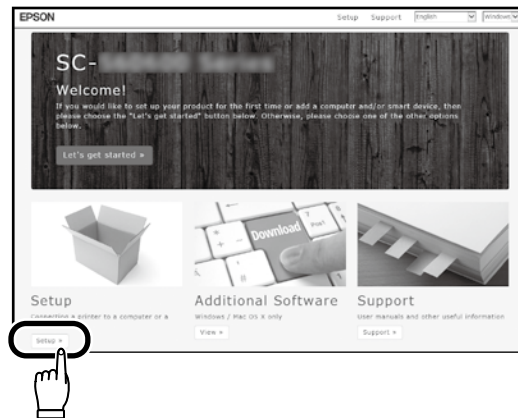 EPSON
Setup Support English Windows
SC-
Welcome!
If you would like to set up your product for the first time or add a computer and/or smart device, then
please choose the "Let's get started" button below. Otherwise, please choose one of the other options
below.
Let's get started »
Download
Setup
Additional Software
Support
Connecting a printer to a computer or a
Windows / Mac OS X only
User manuals and other useful information
Setup »
View »
Support »